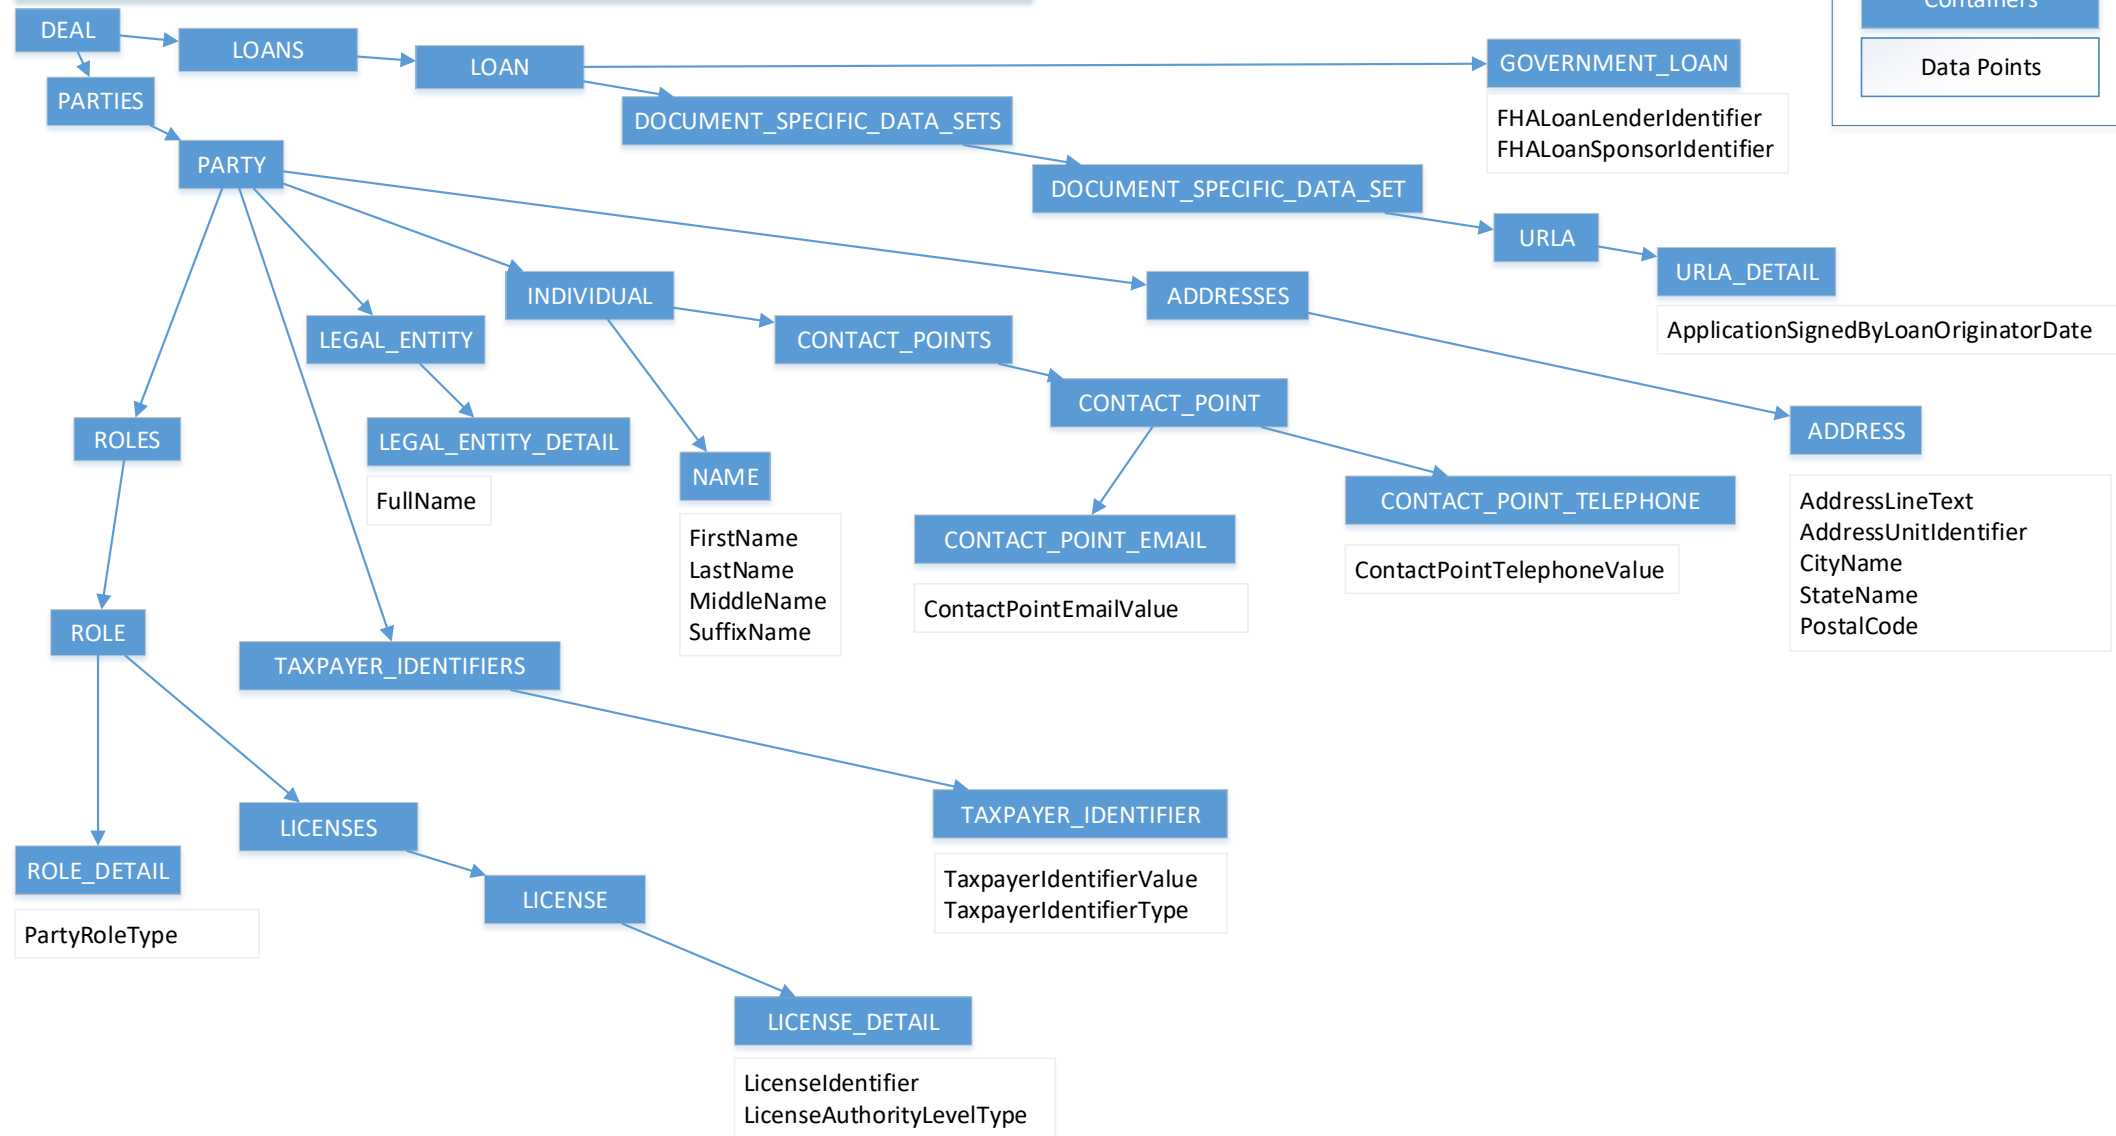 Containers
DEAL
LOANS
LOAN
GOVERNMENT_LOAN
Data Points
PARTIES
DOCUMENT_SPECIFIC_DATA_SETS
FHALoanLenderIdentifier
FHALoanSponsorIdentifier
PARTY
DOCUMENT_SPECIFIC_DATA_SET
URLA
URLA_DETAIL
INDIVIDUAL
ADDRESSES
ApplicationSignedByLoanOriginatorDate
LEGAL_ENTITY
CONTACT_POINTS
CONTACT_POINT
ADDRESS
ROLES
LEGAL_ENTITY_DETAIL
NAME
FullName
CONTACT_POINT_TELEPHONE
AddressLineText
AddressUnitIdentifier
CityName
StateName
PostalCode
FirstName
LastName
MiddleName
SuffixName
CONTACT_POINT_EMAIL
ContactPointTelephoneValue
ContactPointEmailValue
ROLE
TAXPAYER_IDENTIFIERS
LICENSES
TAXPAYER_IDENTIFIER
ROLE_DETAIL
TaxpayerIdentifierValue
TaxpayerIdentifierType
LICENSE
PartyRoleType
LICENSE_DETAIL
LicenseIdentifier
LicenseAuthorityLevelType